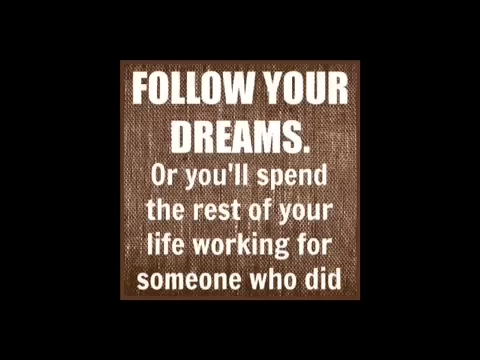 FOLLOW YOUR
DREAMS.
Or you'll spend
the rest of your
life working for
someone who did